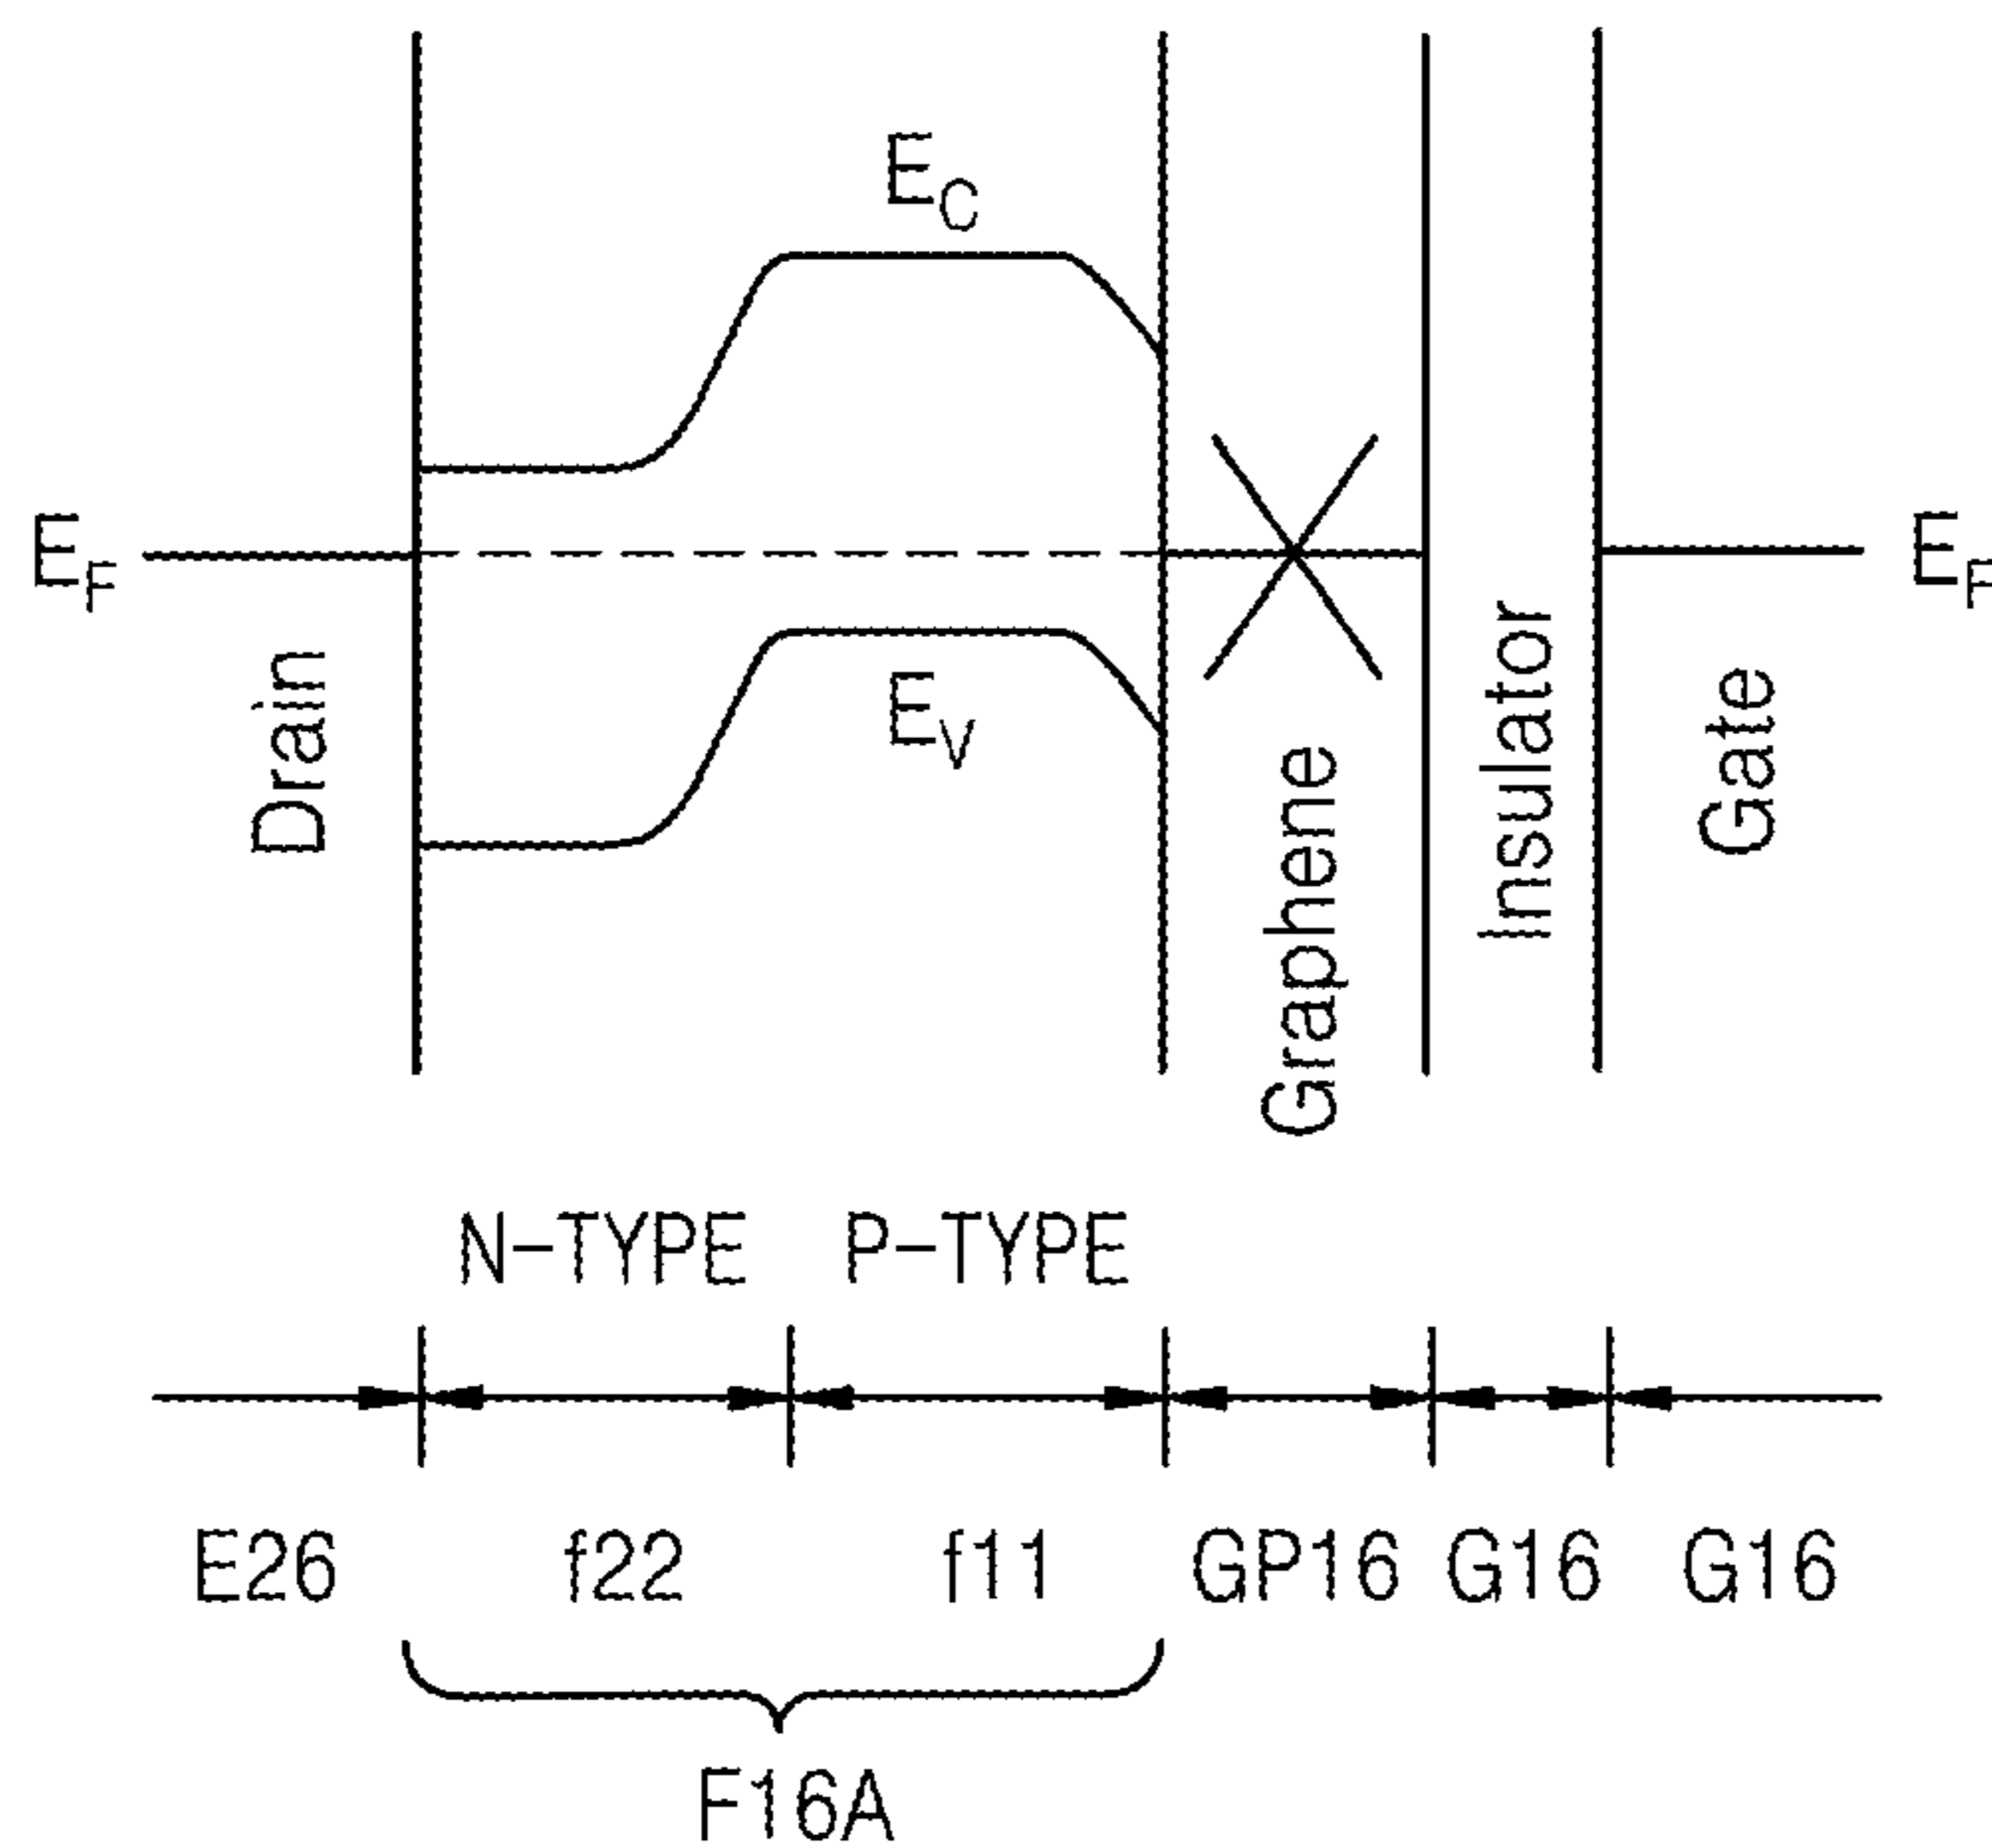 E_C
E_F
E_F
E_V
Drain
Graphene
Insulator
Gate
N-TYPE P-TYPE
E26 f22 f11 GP16 G16 G16
F16A